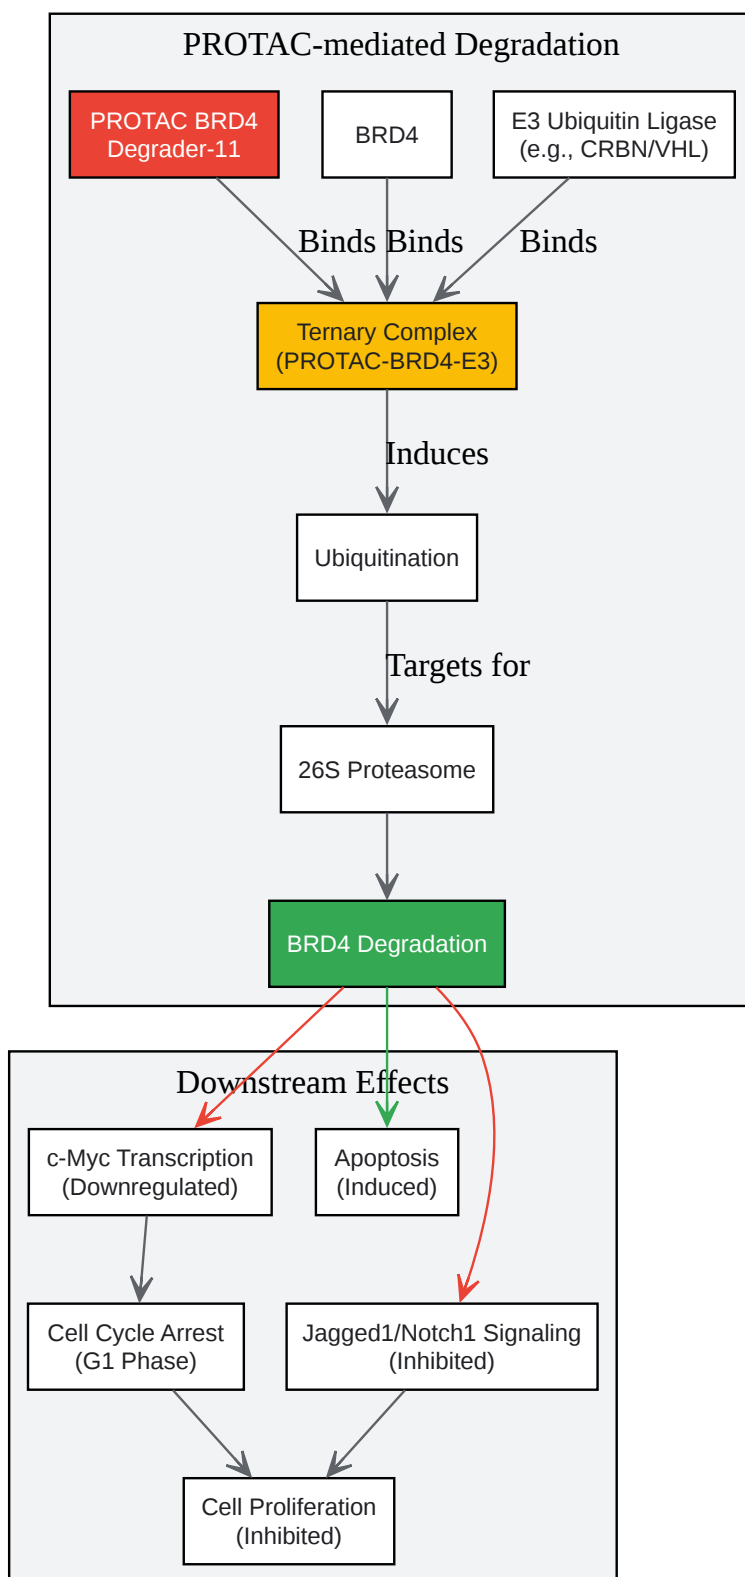 PROTAC-mediated Degradation
PROTAC BRD4
Degrader-11
BRD4
E3 Ubiquitin Ligase
(e.g., CRBN/VHL)
Binds
Binds
Binds
Ternary Complex
(PROTAC-BRD4-E3)
Induces
Ubiquitination
Targets for
26S Proteasome
BRD4 Degradation
Downstream Effects
c-Myc Transcription
(Downregulated)
Apoptosis
(Induced)
Cell Cycle Arrest
(G1 Phase)
Jagged1/Notch1 Signaling
(Inhibited)
Cell Proliferation
(Inhibited)